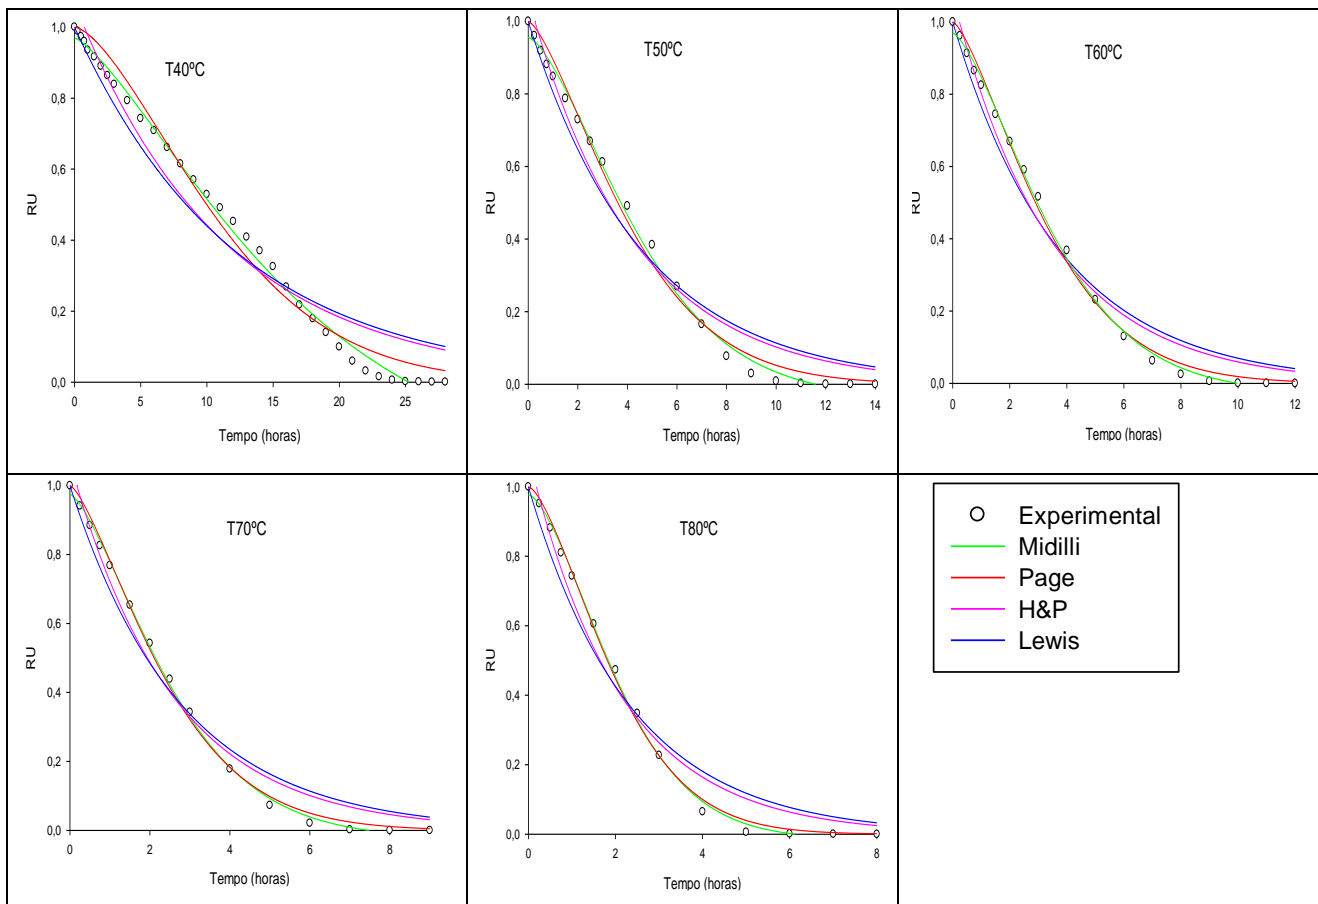 T40ºC
RU
1,0
0,8
0,6
0,4
0,2
0,0
0 5 10 15 20 25
Tempo (horas)
T50ºC
RU
1,0
0,8
0,6
0,4
0,2
0,0
0 2 4 6 8 10 12 14
Tempo (horas)
T60ºC
RU
1,0
0,8
0,6
0,4
0,2
0,0
0 2 4 6 8 10 12
Tempo (horas)
T70ºC
RU
1,0
0,8
0,6
0,4
0,2
0,0
0 2 4 6 8
Tempo (horas)
T80ºC
RU
1,0
0,8
0,6
0,4
0,2
0,0
0 2 4 6 8
Tempo (horas)
Experimental
Midilli
Page
H&P
Lewis